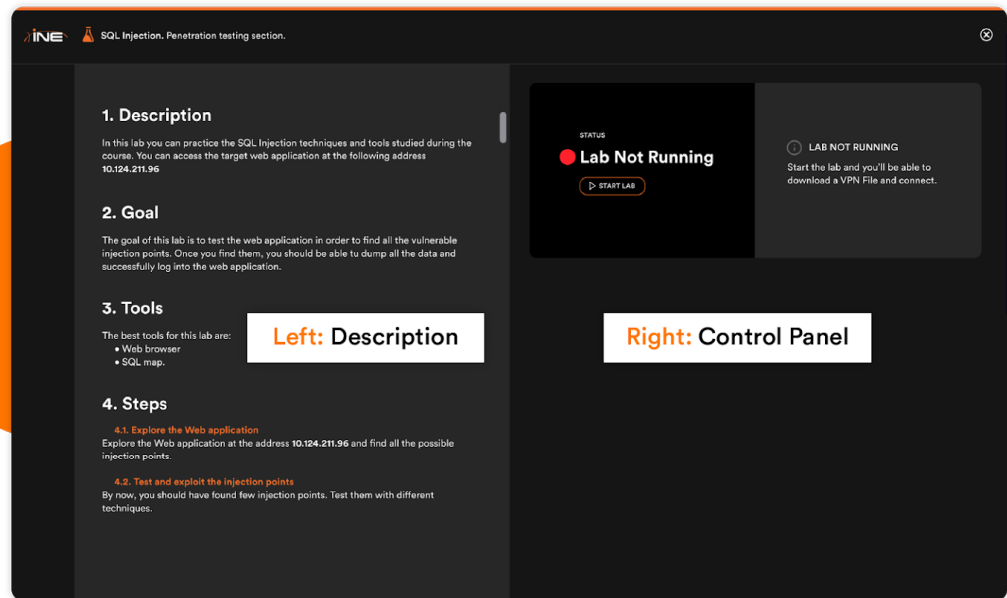 iNE
SQL Injection. Penetration testing section.
1. Description
In this lab you can practice the SQL Injection techniques and tools studied during the
course. You can access the target web application at the following address
10.124.211.96
2. Goal
The goal of this lab is to test the web application in order to find all the vulnerable
injection points. Once you find them, you should be able to dump all the data and
successfully log into the web application.
3. Tools
The best tools for this lab are:
• Web browser
• SQL map.
Left: Description
4. Steps
4.1. Explore the Web application
Explore the Web application at the address 10.124.211.96 and find all the possible
injection points.
4.2. Test and exploit the injection points
By now, you should have found few injection points. Test them with different
techniques.
STATUS
Lab Not Running
START LAB
LAB NOT RUNNING
Start the lab and you'll be able to
download a VPN File and connect.
Right: Control Panel